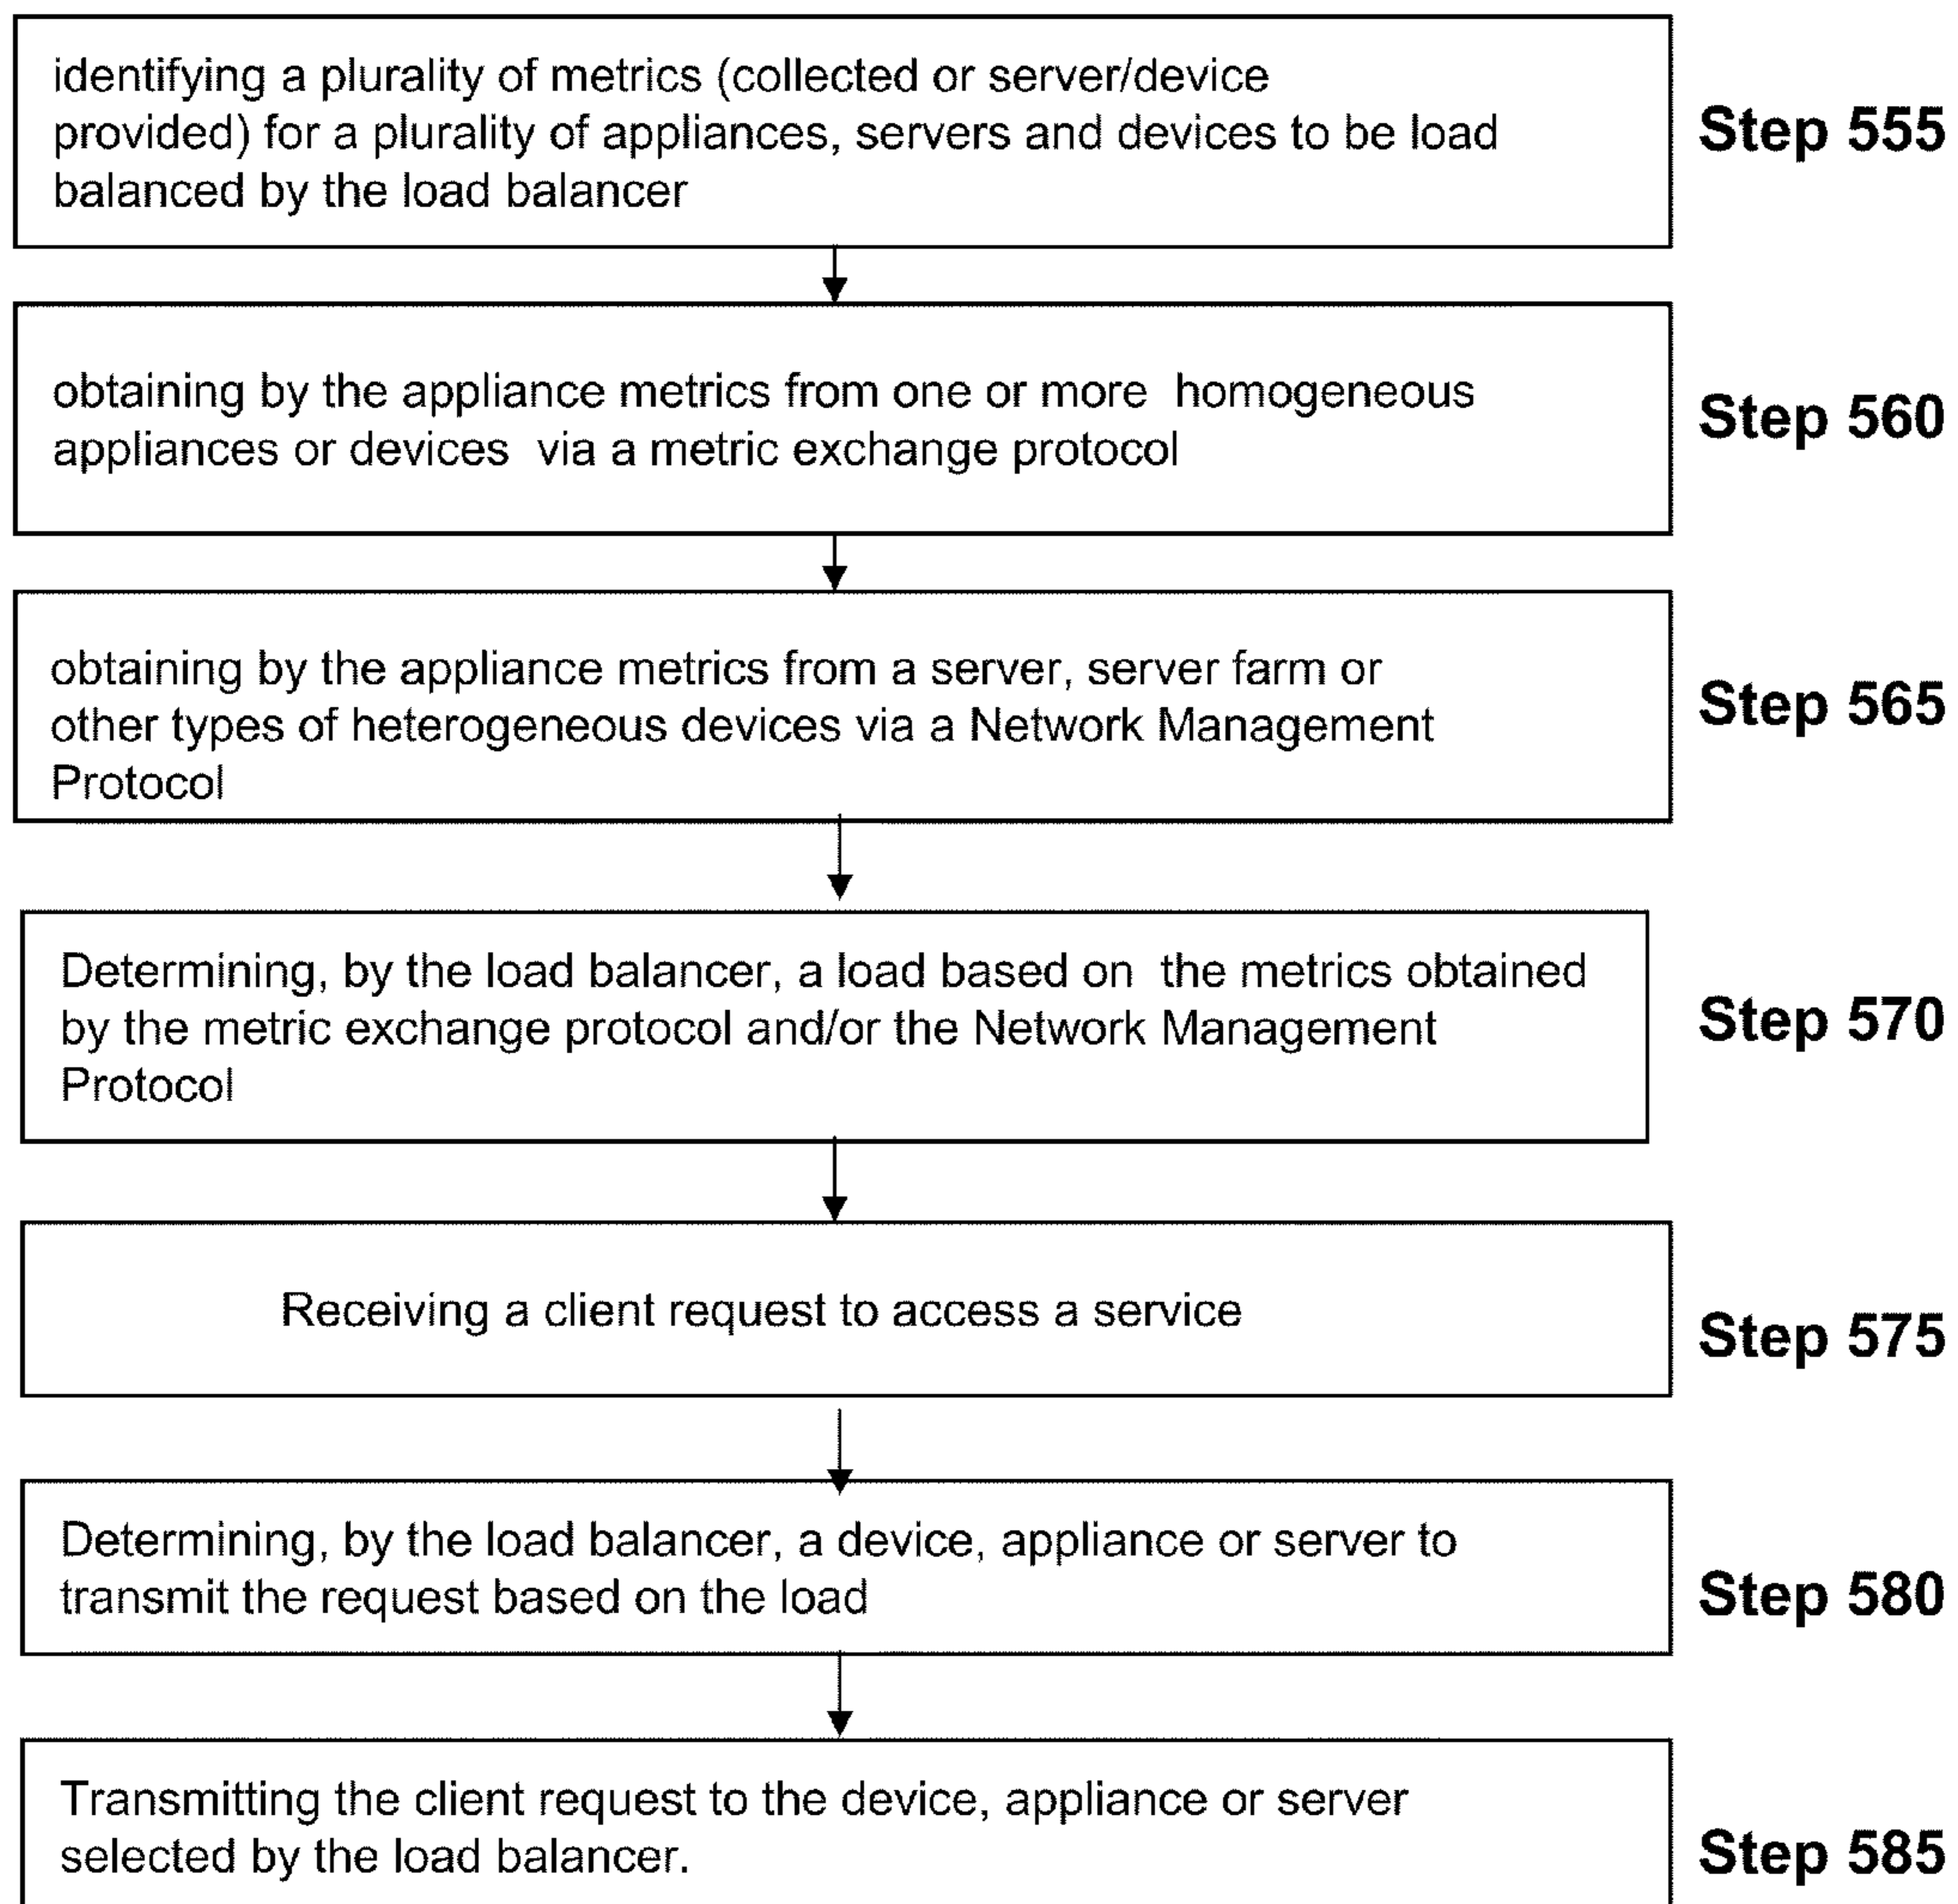 identifying a plurality of metrics (collected or server/device
provided) for a plurality of appliances, servers and devices to be load
balanced by the load balancer
Step 555
obtaining by the appliance metrics from one or more homogeneous
appliances or devices via a metric exchange protocol
Step 560
obtaining by the appliance metrics from a server, server farm or
other types of heterogeneous devices via a Network Management
Protocol
Step 565
Determining, by the load balancer, a load based on the metrics obtained
by the metric exchange protocol and/or the Network Management
Protocol
Step 570
Receiving a client request to access a service
Step 575
Determining, by the load balancer, a device, appliance or server to
transmit the request based on the load
Step 580
Transmitting the client request to the device, appliance or server
selected by the load balancer.
Step 585